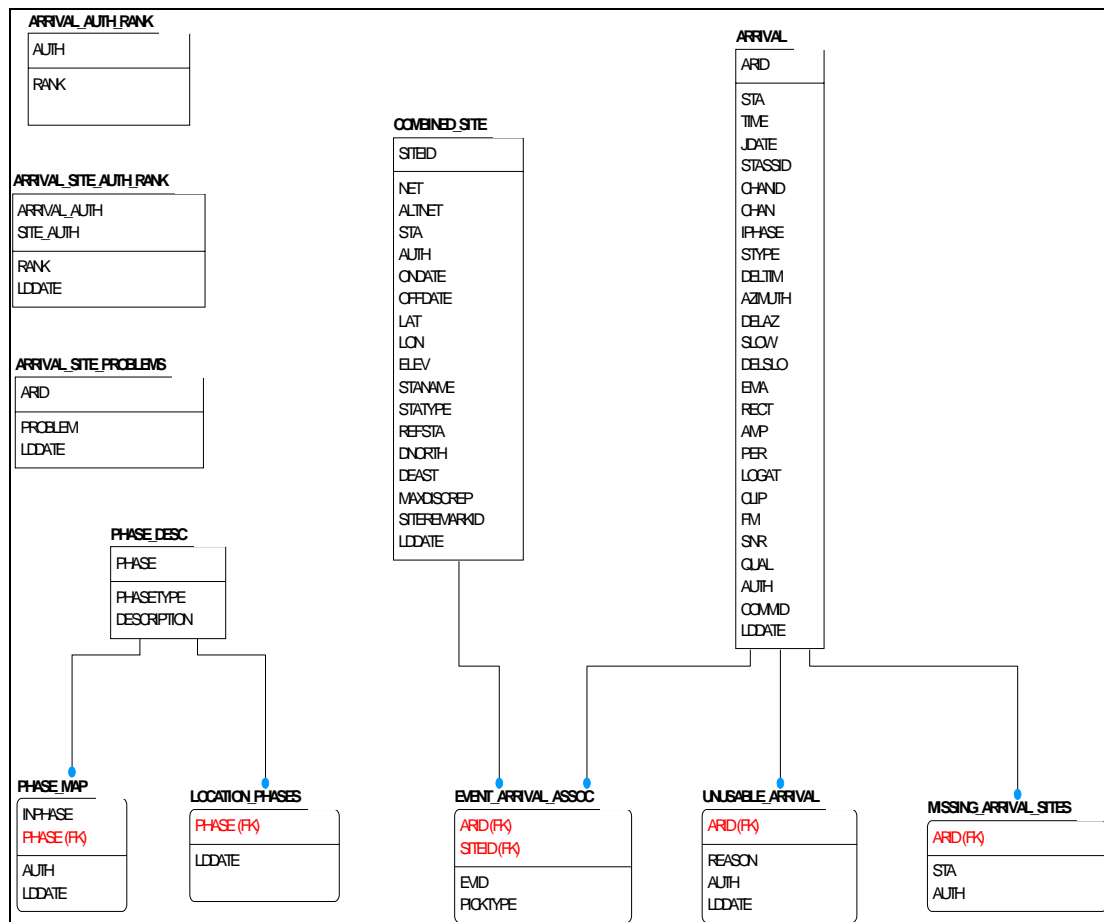 ARRIVAL_AUTH_RANK
AUTH
RANK
ARRIVAL_SITE_AUTH_RANK
ARRIVAL_AUTH
SITE_AUTH
RANK
LDDATE
ARRIVAL_SITE_PROBLEMS
ARID
PROBLEM
LDDATE
COMBINED_SITE
SITEID
NET
ALTNET
STA
AUTH
ONDATE
OFFDATE
LAT
LON
ELEV
STANAME
STATYPE
REFSTA
DNORTH
DEAST
MAXDISCREP
SITEREMARKID
LDDATE
ARRIVAL
ARID
STA
TIME
JDATE
STASSID
CHANID
CHAN
IPHASE
STYPE
DELTIM
AZIMUTH
DELAZ
SLOW
DELSLO
EMA
RECT
AMP
PER
LOGAT
CLIP
FM
SNR
QUAL
AUTH
COMMID
LDDATE
PHASE_DESC
PHASE
PHASETYPE
DESCRIPTION
PHASE_MAP
INPHASE
PHASE (FK)
AUTH
LDDATE
LOCATION_PHASES
PHASE (FK)
LDDATE
EVENT_ARRIVAL_ASSOC
ARID (FK)
SITEID (FK)
EVID
PICKTYPE
UNUSABLE_ARRIVAL
ARID (FK)
REASON
AUTH
LDDATE
MISSING_ARRIVAL_SITES
ARID (FK)
STA
AUTH